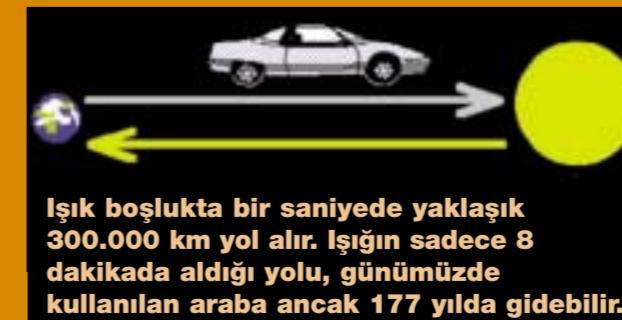 Işık boşlukta bir saniyede yaklaşık
300.000 km yol alır. Işığın sadece 8
dakikada aldığı yolu, günümüzde
kullanılan araba ancak 177 yılda gidebilir.